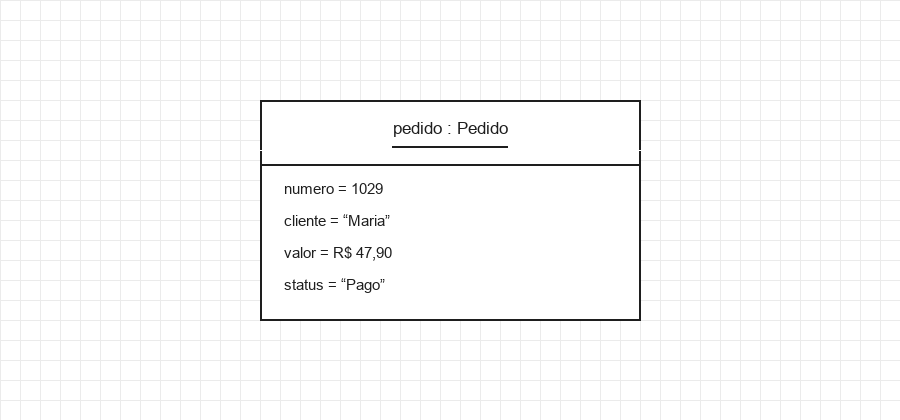 pedido : Pedido
numero = 1029
cliente = “Maria”
valor = R$ 47,90
status = “Pago”